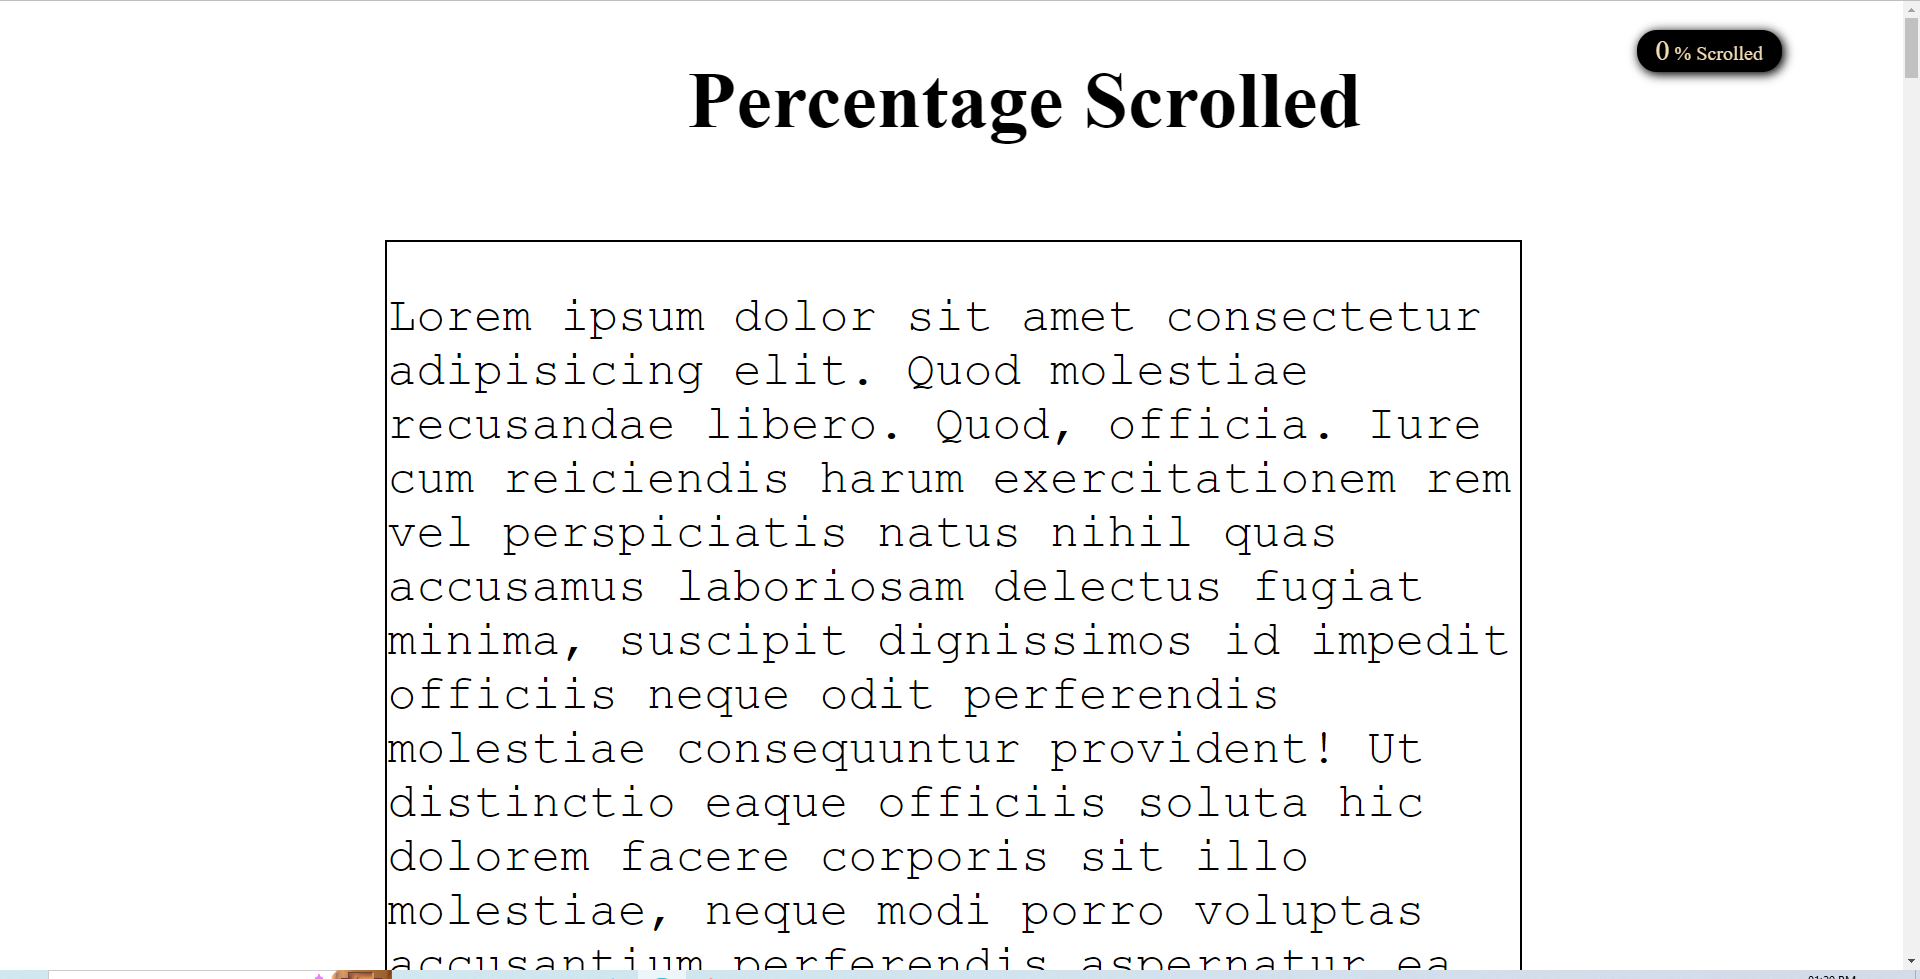 0 % Scrolled
Percentage Scrolled
Lorem ipsum dolor sit amet consectetur
adipisicing elit. Quod molestiae
recusandae libero. Quod, officia. Iure
cum reiciendis harum exercitationem rem
vel perspiciatis natus nihil quas
accusamus laboriosam delectus fugiat
minima, suscipit dignissimos id impedit
officiis neque odit perferendis
molestiae consequuntur provident! Ut
distinctio eaque officiis soluta hic
dolorem facere corporis sit illo
molestiae, neque modi porro voluptas
accusantium perferendis aspernatur ea